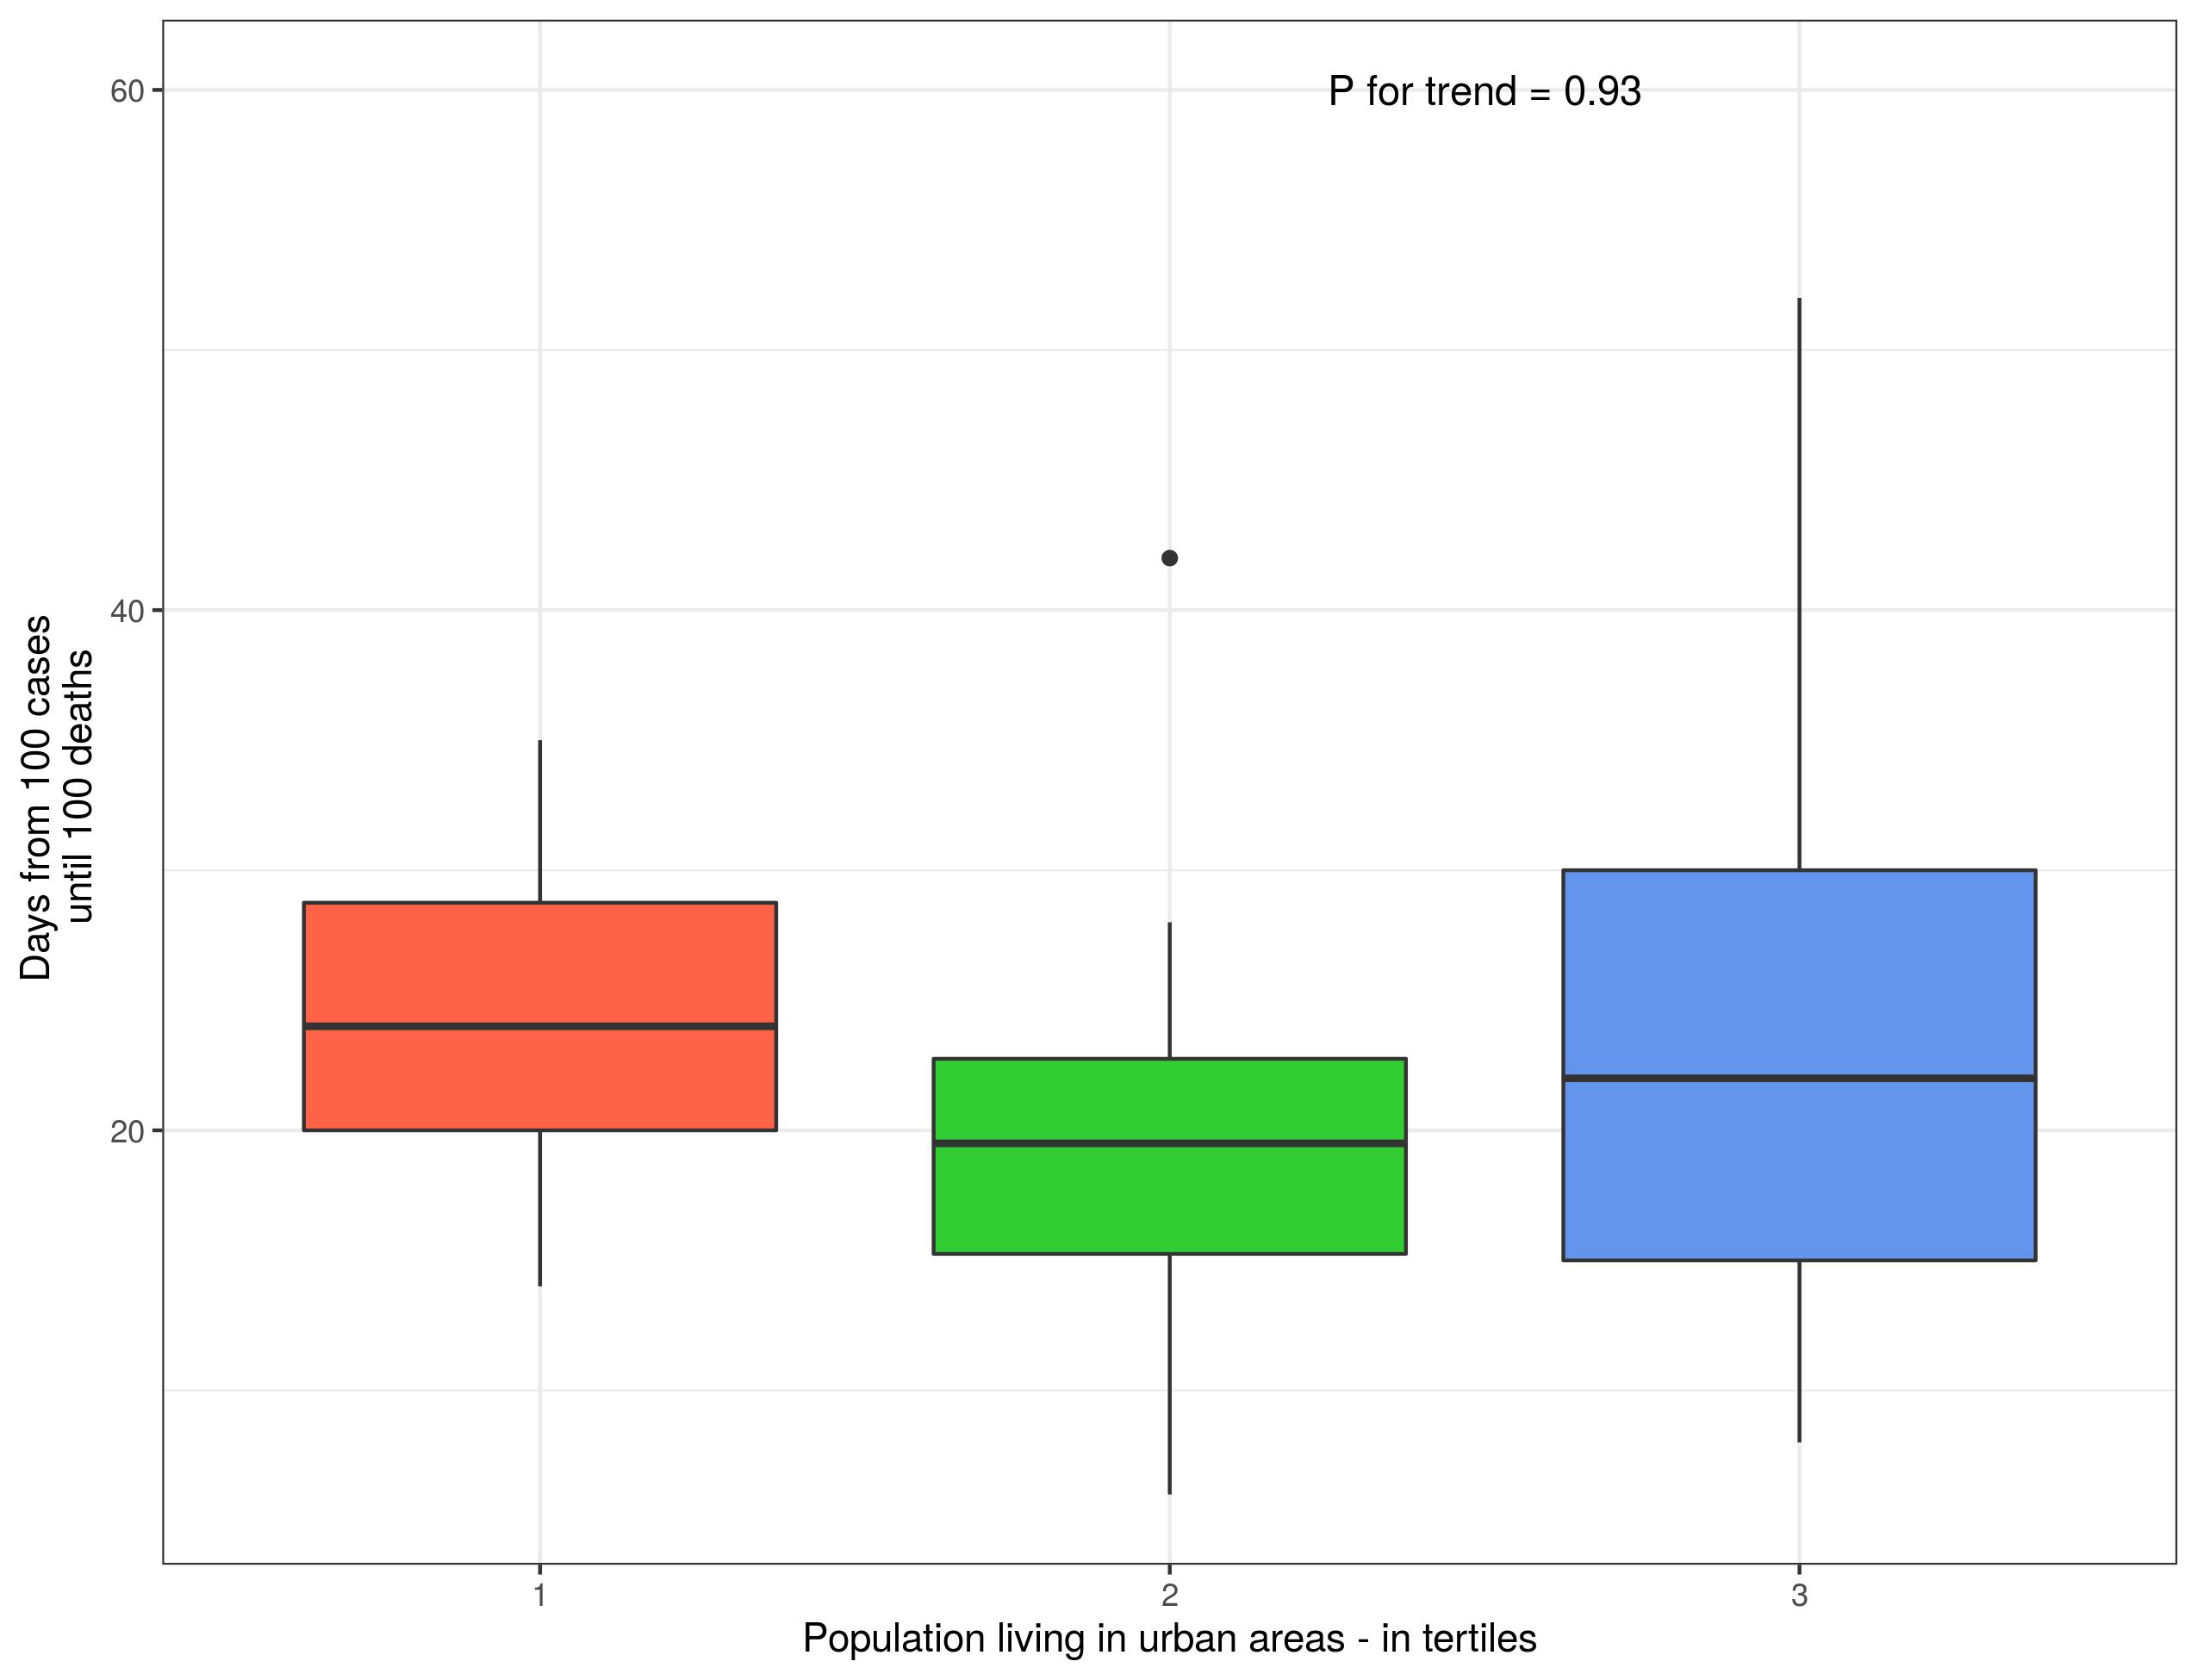 P for trend = 0.93
60
40
20
Days from 100 cases
until 100 deaths
1
2
3
Population living in urban areas - in tertiles